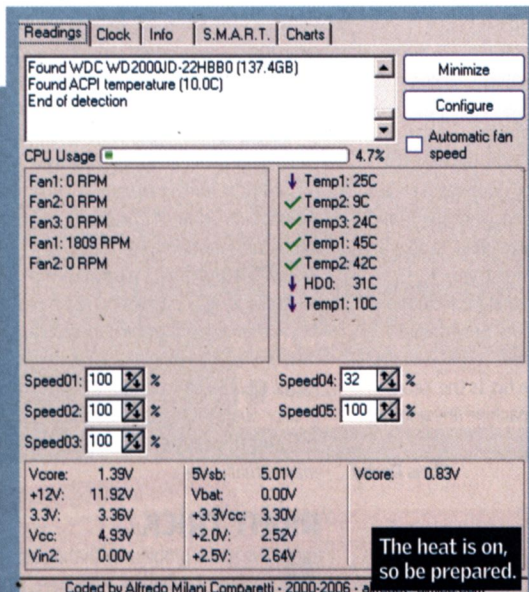 Readings Clock Info S.M.A.R.T. Charts
Found WDC WD2000JD-22HBB0 (137.4GB)
Found ACPI temperature (10.0C)
End of detection
Minimize
Configure
Automatic fan
speed
CPU Usage 4.7%
Fan1: 0 RPM
Fan2: 0 RPM
Fan3: 0 RPM
Fan1: 1809 RPM
Fan2: 0 RPM
Temp1: 25C
Temp2: 9C
Temp3: 24C
Temp1: 45C
Temp2: 42C
HD0: 31C
Temp1: 10C
Speed01: 100 %
Speed02: 100 %
Speed03: 100 %
Speed04: 32 %
Speed05: 100 %
Vcore: 1.39V
+12V: 11.92V
3.3V: 3.36V
Vcc: 4.93V
Vin2: 0.00V
5Vsb: 5.01V
Vbat: 0.00V
+3.3Vcc: 3.30V
+2.0V: 2.52V
+2.5V: 2.64V
Vcore: 0.83V
The heat is on,
so be prepared.
Coded by Alfredo Milani Comparetti - 2000-2006 -